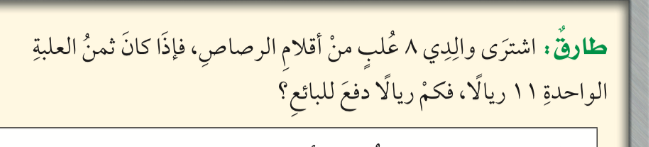 طارقٌ: اشترَى والِدِي ٨ عُلبٍ منْ أقلامِ الرصاصِ، فإذَا كانَ ثمنُ العلبةِ
الواحدةِ ١١ ريالًا، فكمْ ريالًا دفعَ للبائعِ؟